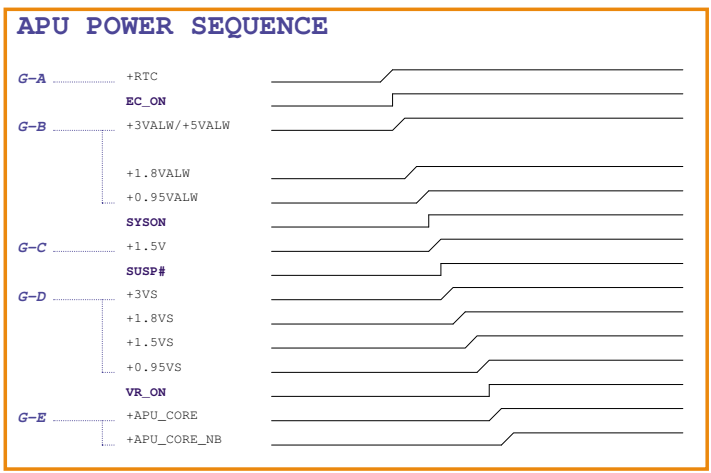 APU POWER SEQUENCE
G-A +RTC
EC_ON
G-B +3VALW/+5VALW
+1.8VALW
+0.95VALW
SYSON
G-C +1.5V
SUSP#
G-D +3VS
+1.8VS
+1.5VS
+0.95VS
VR_ON
G-E +APU_CORE
+APU_CORE_NB